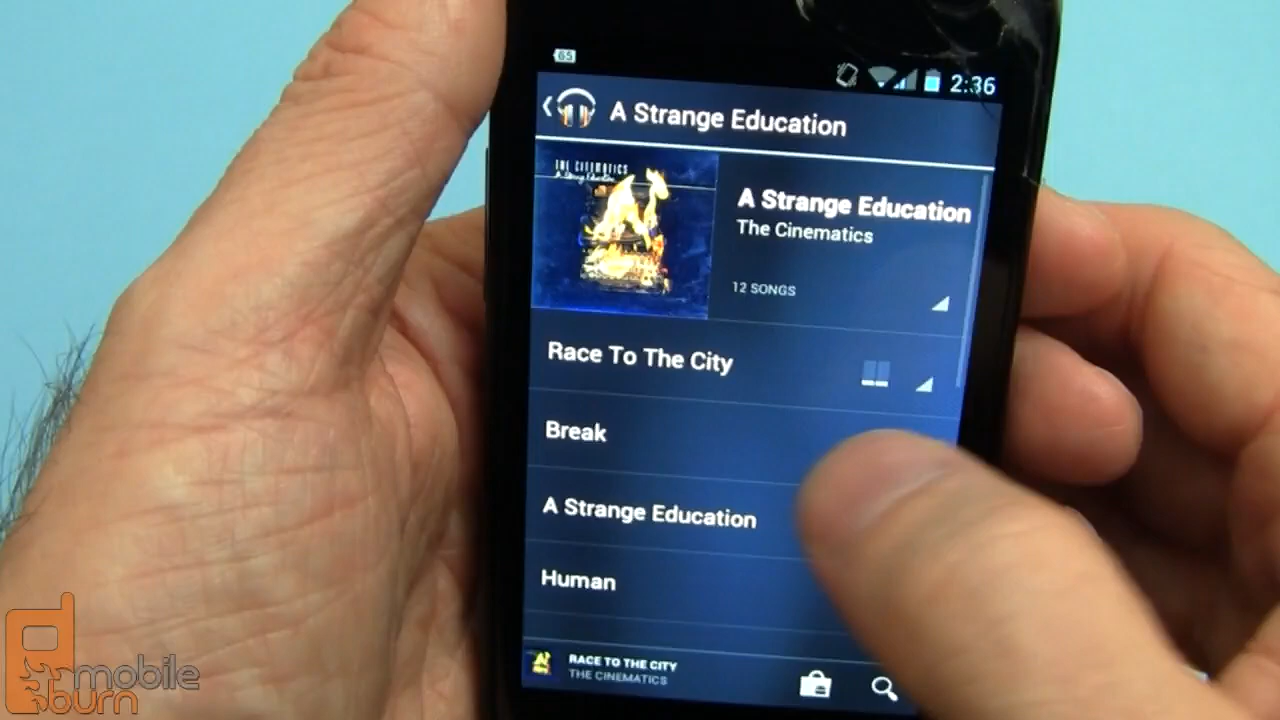 65
2:36
A Strange Education
THE CINEMATICS
A Strange Education
A Strange Education
The Cinematics
12 SONGS
Race To The City
Break
A Strange Education
Human
RACE TO THE CITY
THE CINEMATICS
mobile
burn